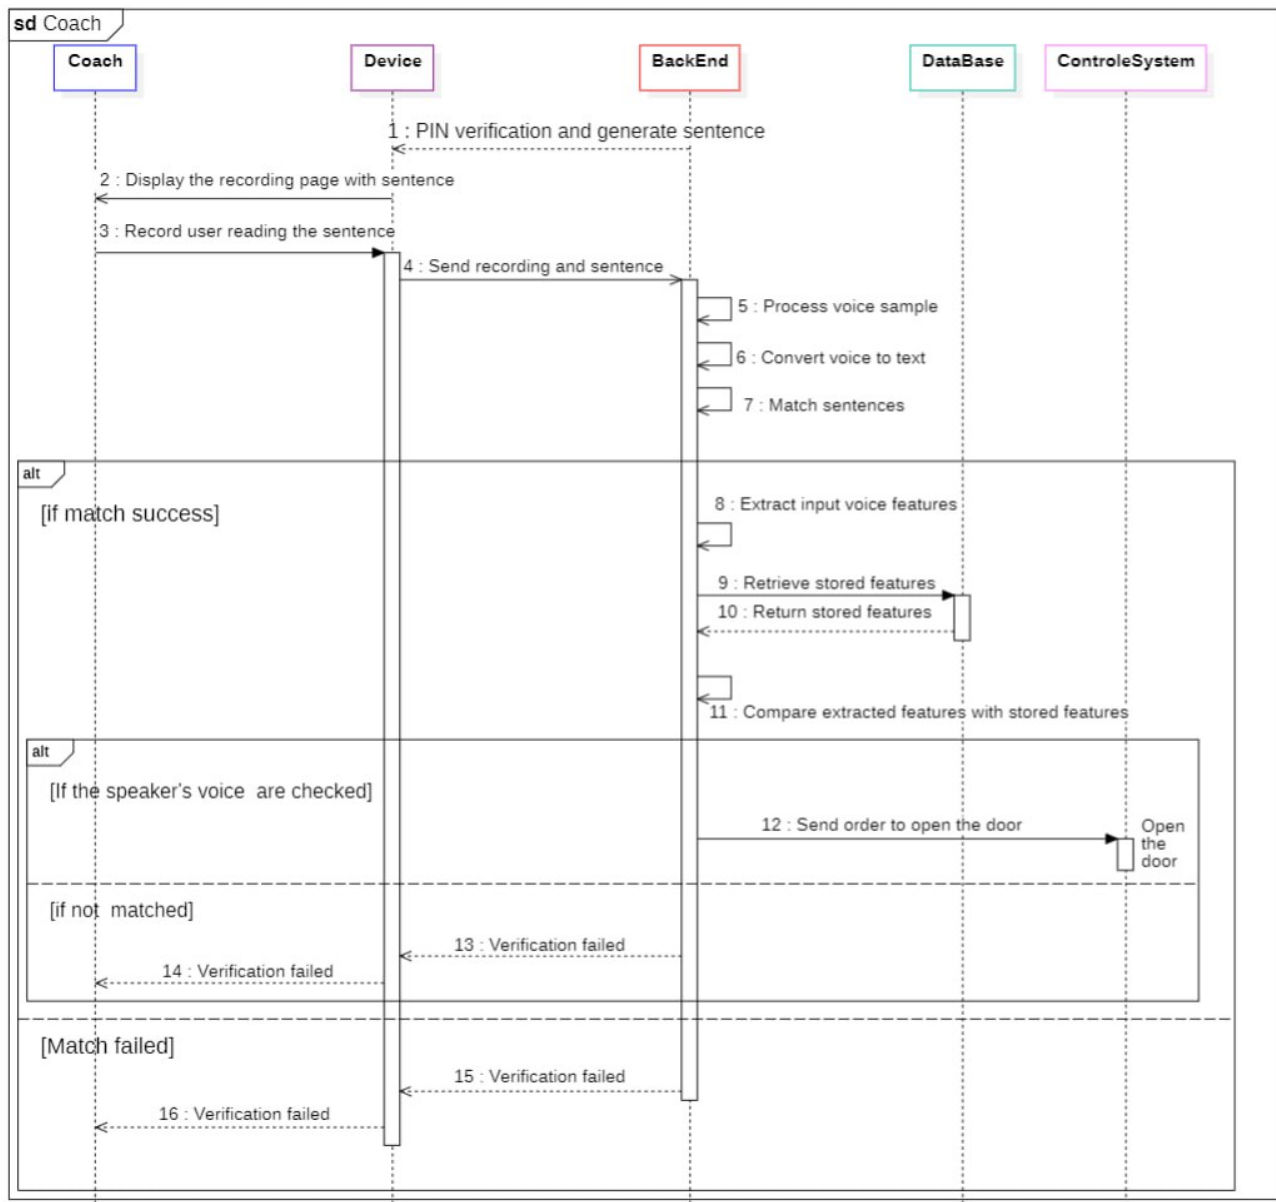 sd Coach
Coach
Device
BackEnd
DataBase
ControleSystem
1 : PIN verification and generate sentence
2 : Display the recording page with sentence
3 : Record user reading the sentence
4 : Send recording and sentence
5 : Process voice sample
6 : Convert voice to text
7 : Match sentences
alt
[if match success]
8 : Extract input voice features
9 : Retrieve stored features
10 : Return stored features
11 : Compare extracted features with stored features
alt
[If the speaker's voice  are checked]
12 : Send order to open the door
Open
the
door
[if not  matched]
13 : Verification failed
14 : Verification failed
[Match failed]
15 : Verification failed
16 : Verification failed